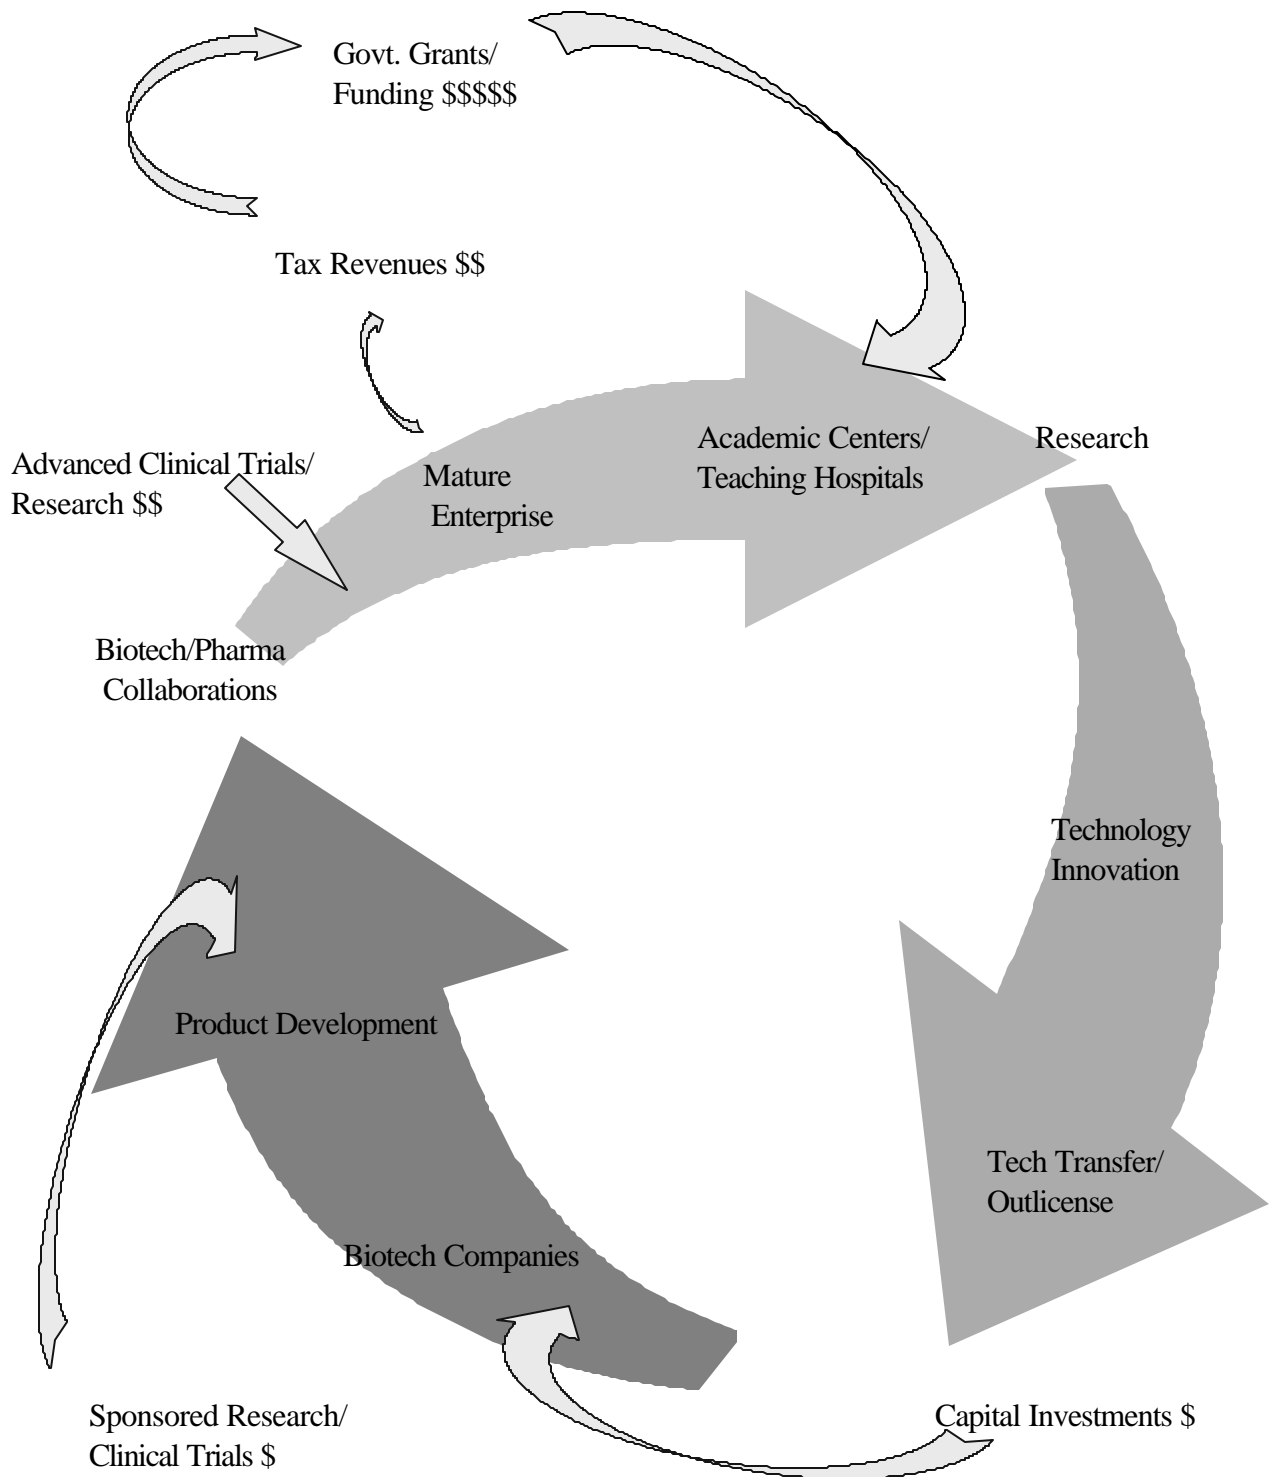 Govt. Grants/
Funding $$$$$
Tax Revenues $$
Academic Centers/
Teaching Hospitals
Research
Advanced Clinical Trials/
Research $$
Mature
Enterprise
Biotech/Pharma
Collaborations
Technology
Innovation
Product Development
Tech Transfer/
Outlicense
Biotech Companies
Sponsored Research/
Clinical Trials $
Capital Investments $